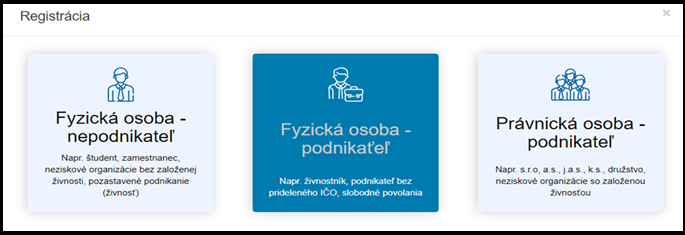 Registrácia
×
Fyzická osoba -
nepodnikateľ
Napr. študent, zamestnanec,
neziskové organizácie bez založenej
živnosti, pozastavené podnikanie
(živnosť)
Fyzická osoba -
podnikaťeľ
Napr. živnostník, podnikateľ bez
prideleného IČO, slobodné povolania
Právnická osoba -
podnikateľ
Napr. s.r.o, a.s., j.a.s., k.s., družstvo,
neziskové organizácie so založenou
živnosťou